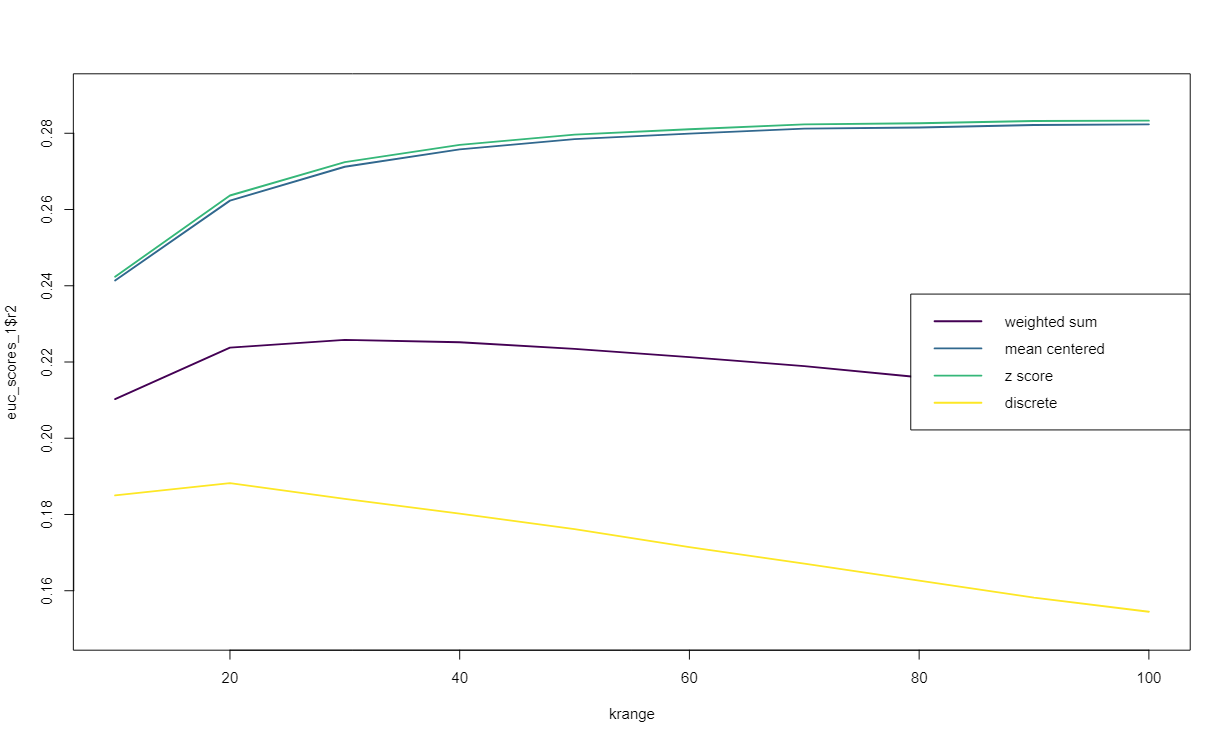 0.28
0.26
0.24
0.22
0.20
0.18
0.16
euc_scores_1$r2
weighted sum
mean centered
z score
discrete
20 40 60 80 100
krange